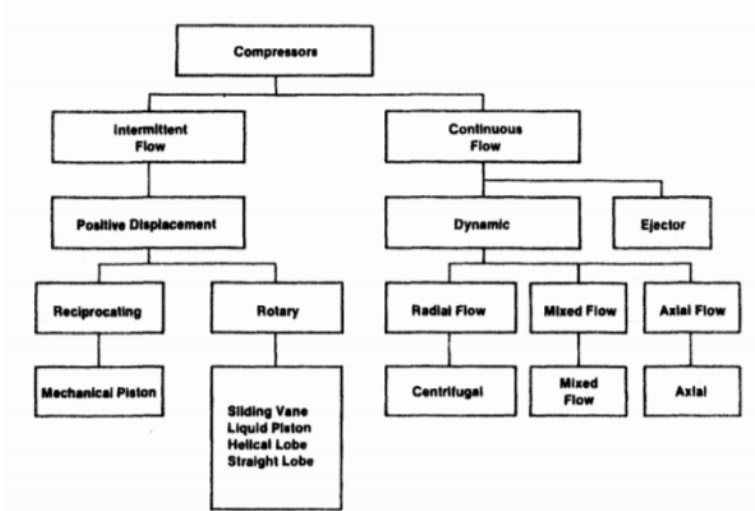 Compressors
Intermittent
Flow
Continuous
Flow
Positive Displacement
Dynamic
Ejector
Reciprocating
Rotary
Radial Flow
Mixed Flow
Axial Flow
Mechanical Piston
Sliding Vane
Liquid Piston
Helical Lobe
Straight Lobe
Centrifugal
Mixed
Flow
Axial